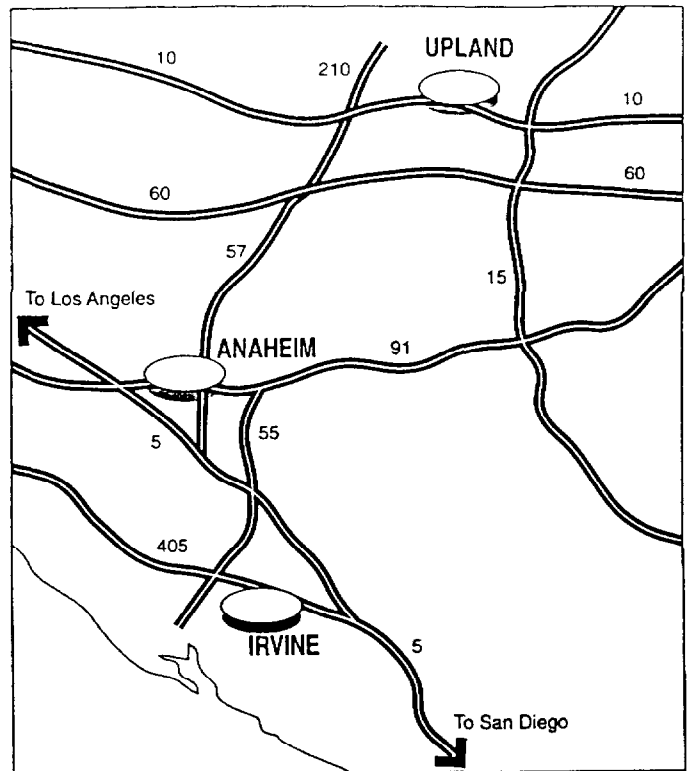 UPLAND
10
210
10
60
60
57
15
To Los Angeles
ANAHEIM
91
55
5
405
IRVINE
5
To San Diego